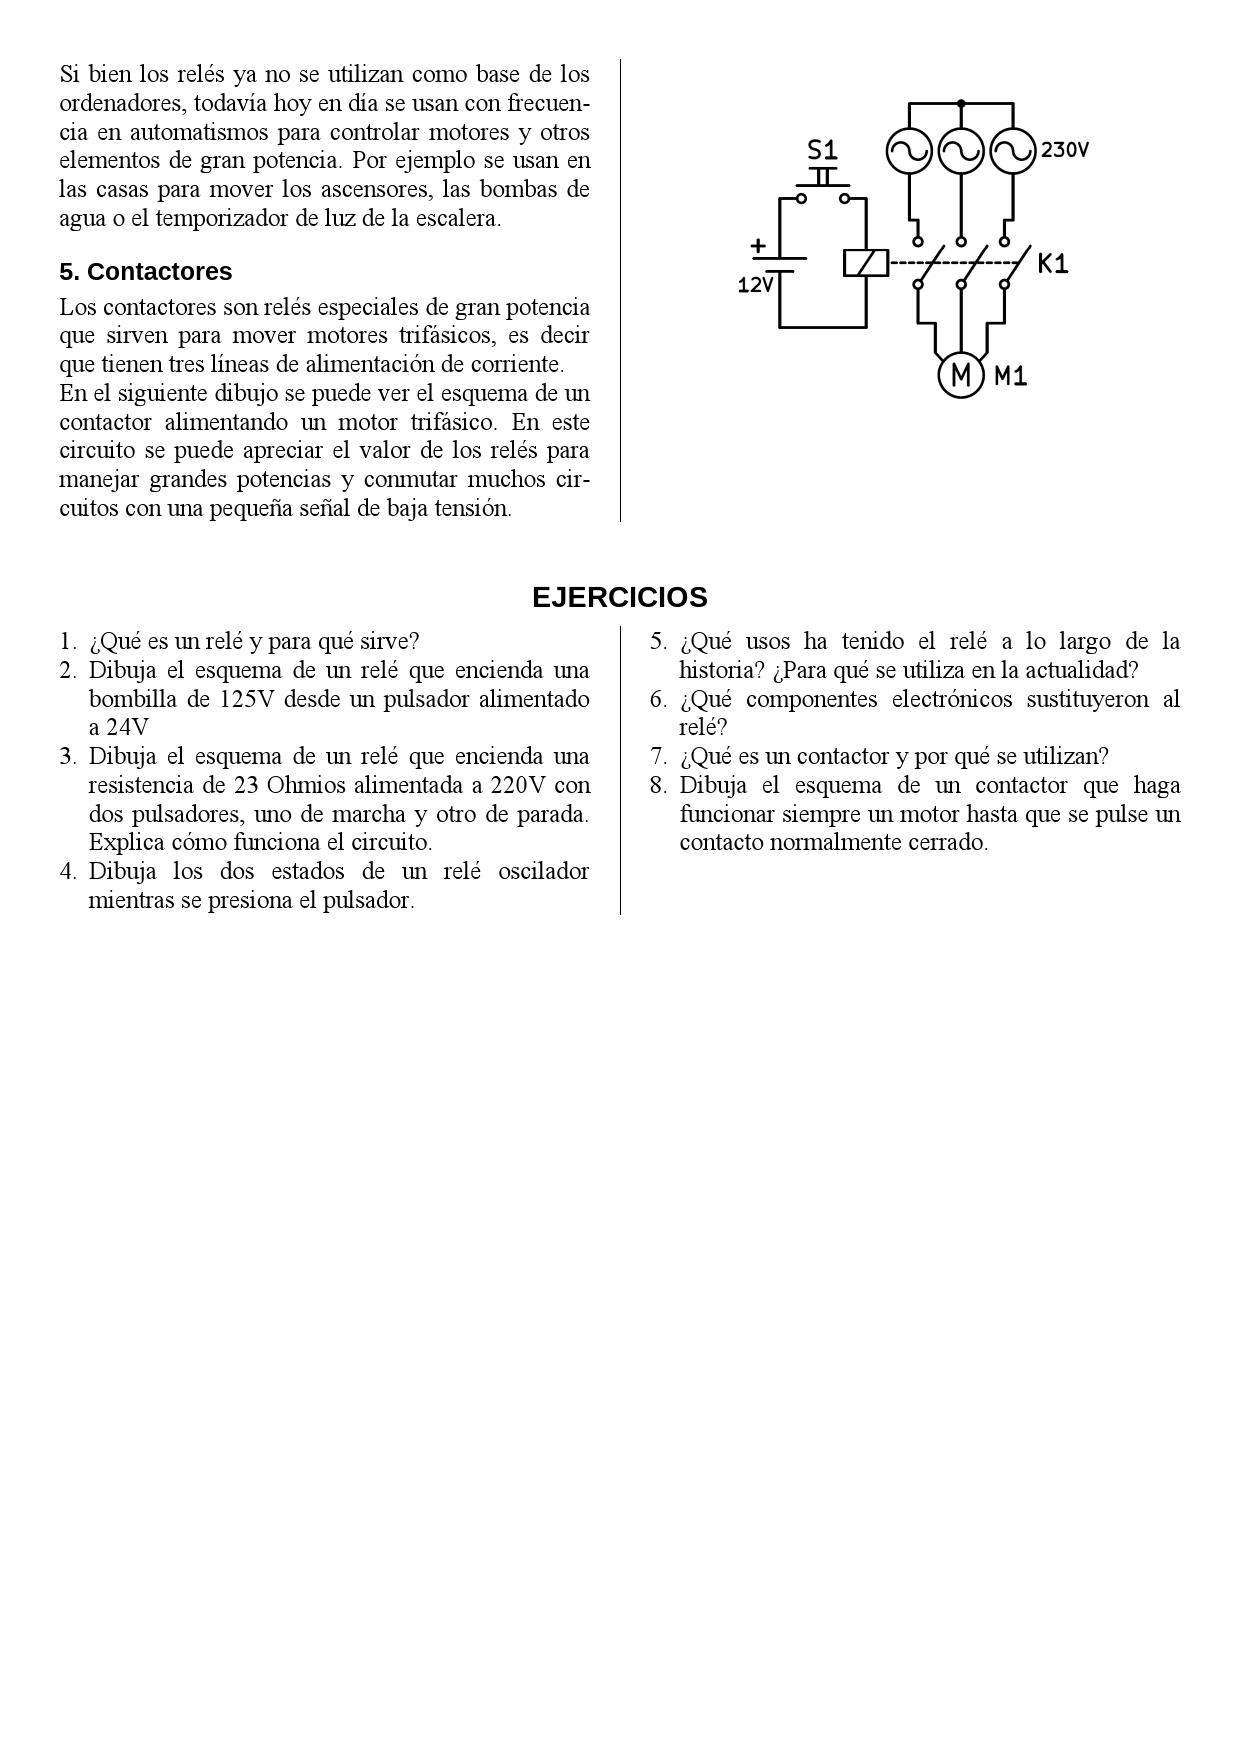 Si bien los relés ya no se utilizan como base de los
ordenadores, todavía hoy en día se usan con frecuen-
cia en automatismos para controlar motores y otros
elementos de gran potencia. Por ejemplo se usan en
las casas para mover los ascensores, las bombas de
agua o el temporizador de luz de la escalera.
5. Contactores
Los contactores son relés especiales de gran potencia
que sirven para mover motores trifásicos, es decir
que tienen tres líneas de alimentación de corriente.
En el siguiente dibujo se puede ver el esquema de un
contactor alimentando un motor trifásico. En este
circuito se puede apreciar el valor de los relés para
manejar grandes potencias y conmutar muchos cir-
cuitos con una pequeña señal de baja tensión.
S1
230V
+
12V
K1
M
M1
EJERCICIOS
1. ¿Qué es un relé y para qué sirve?
2. Dibuja el esquema de un relé que encienda una
bombilla de 125V desde un pulsador alimentado
a 24V
3. Dibuja el esquema de un relé que encienda una
resistencia de 23 Ohmios alimentada a 220V con
dos pulsadores, uno de marcha y otro de parada.
Explica cómo funciona el circuito.
4. Dibuja los dos estados de un relé oscilador
mientras se presiona el pulsador.
5. ¿Qué usos ha tenido el relé a lo largo de la
historia? ¿Para qué se utiliza en la actualidad?
6. ¿Qué componentes electrónicos sustituyeron al
relé?
7. ¿Qué es un contactor y por qué se utilizan?
8. Dibuja el esquema de un contactor que haga
funcionar siempre un motor hasta que se pulse un
contacto normalmente cerrado.